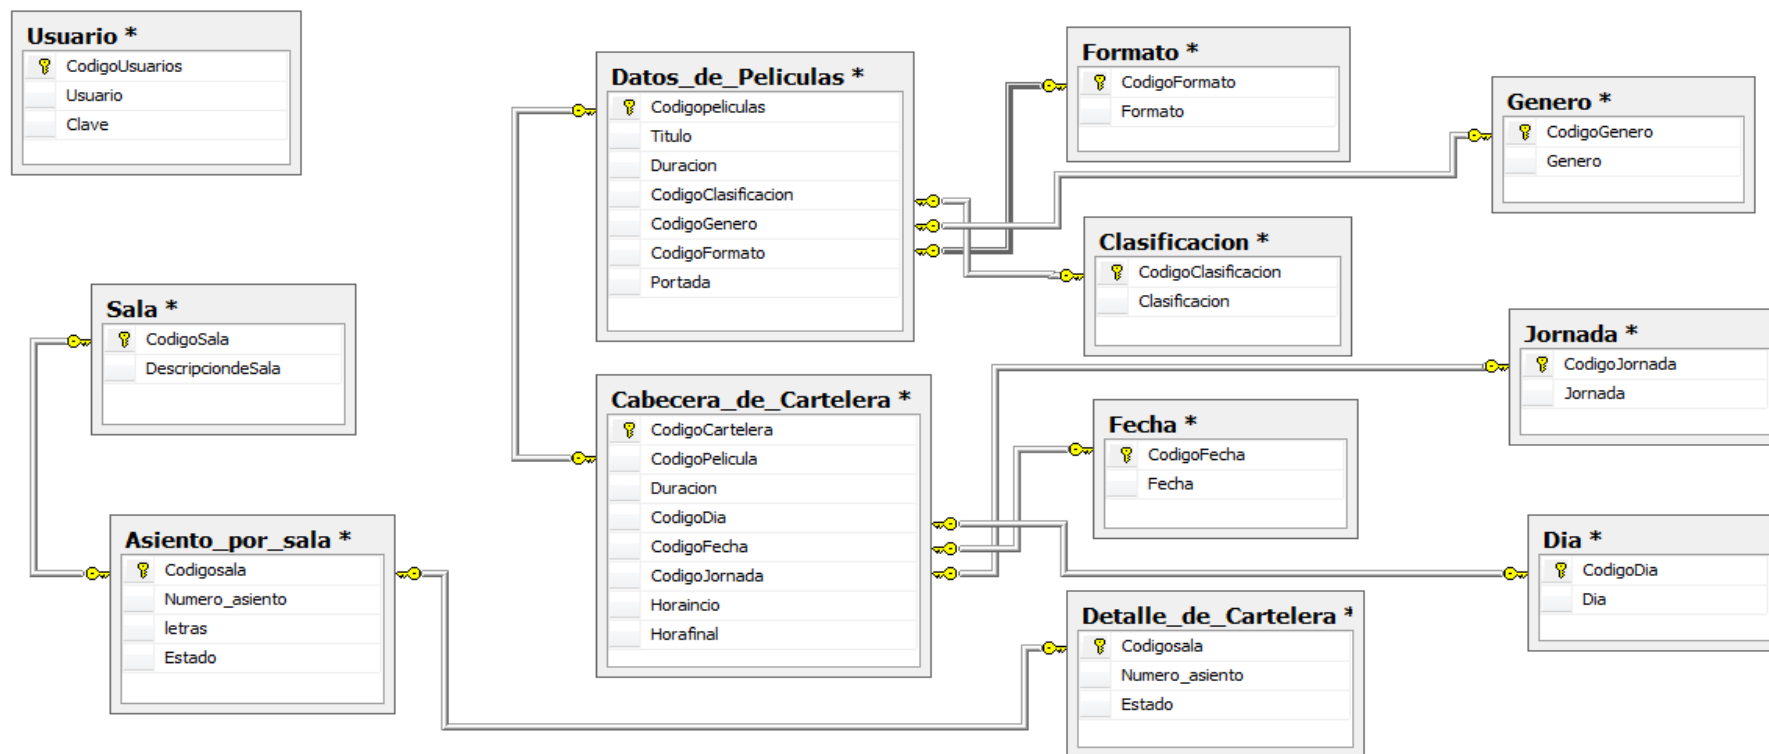 Usuario *
CodigoUsuarios
Usuario
Clave
Datos_de_Peliculas *
Codigopeliculas
Titulo
Duracion
CodigoClasificacion
CodigoGenero
CodigoFormato
Portada
Formato *
CodigoFormato
Formato
Genero *
CodigoGenero
Genero
Clasificacion *
CodigoClasificacion
Clasificacion
Sala *
CodigoSala
DescripciondeSala
Cabecera_de_Cartelera *
CodigoCartelera
CodigoPelicula
Duracion
CodigoDia
CodigoFecha
CodigoJornada
Horaincio
Horafinal
Jornada *
CodigoJornada
Jornada
Fecha *
CodigoFecha
Fecha
Asiento_por_sala *
Codigosala
Numero_asiento
letras
Estado
Dia *
CodigoDia
Dia
Detalle_de_Cartelera *
Codigosala
Numero_asiento
Estado